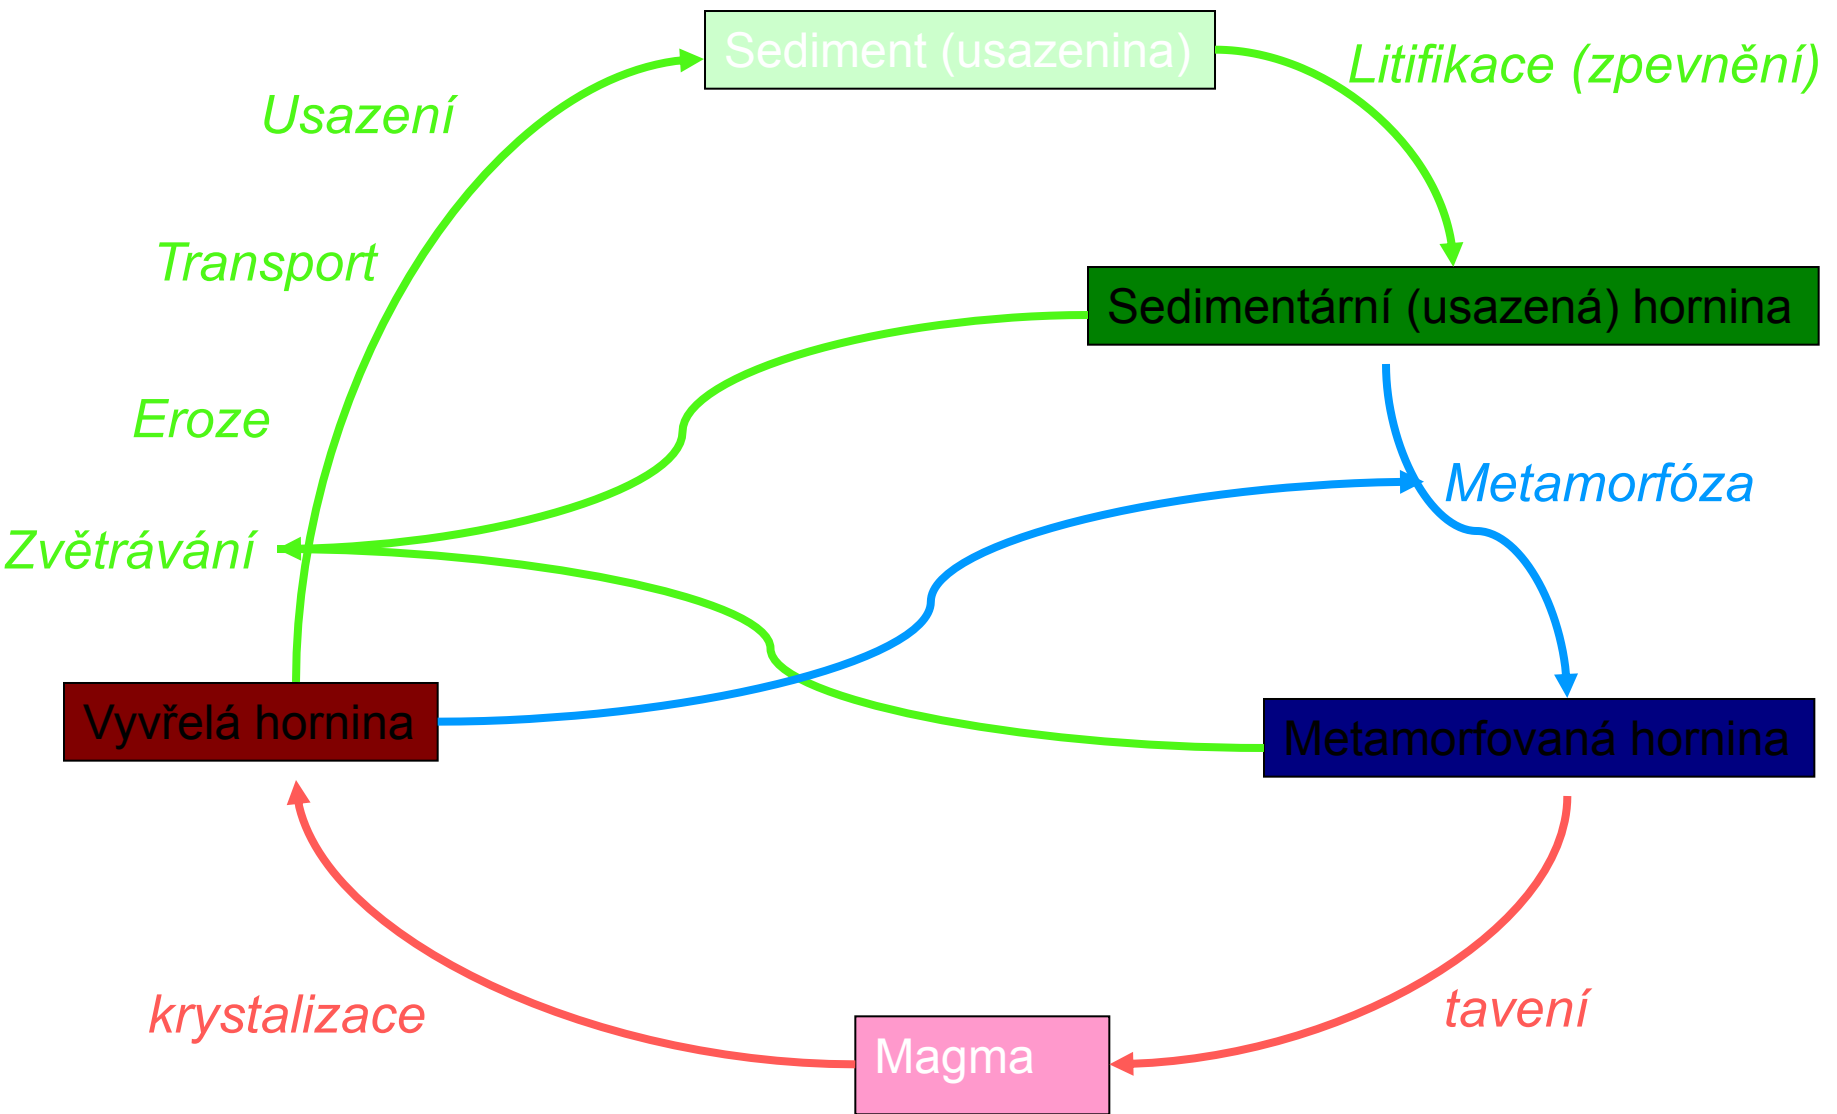 Sediment (usazenina)
Litifikace (zpevnění)
Usazení
Transport
Sedimentární (usazená) hornina
Eroze
Metamorfóza
Zvětrávání
Vyvřelá hornina
Metamorfovaná hornina
krystalizace
tavení
Magma